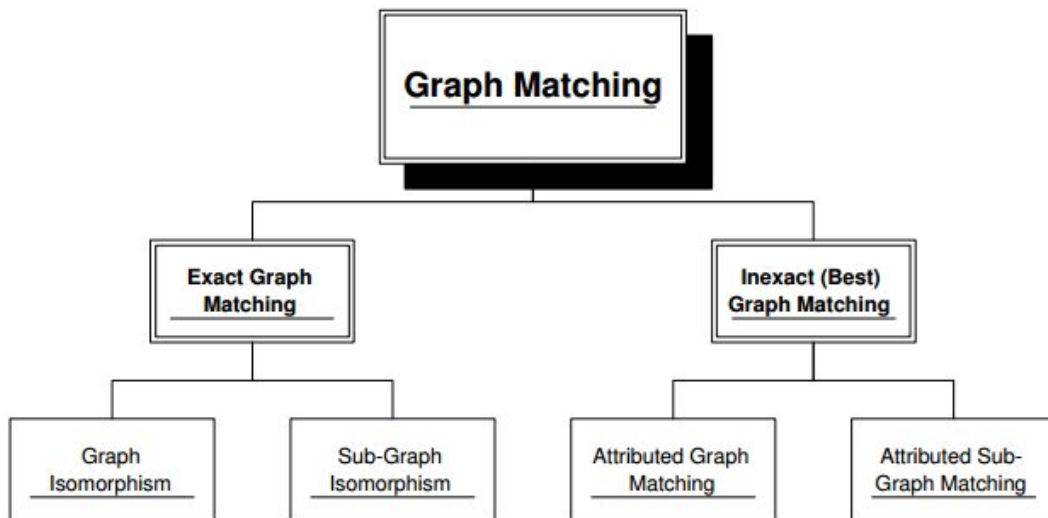 Graph Matching
Exact Graph
Matching
Inexact (Best)
Graph Matching
Graph
Isomorphism
Sub-Graph
Isomorphism
Attributed Graph
Matching
Attributed Sub-
Graph Matching